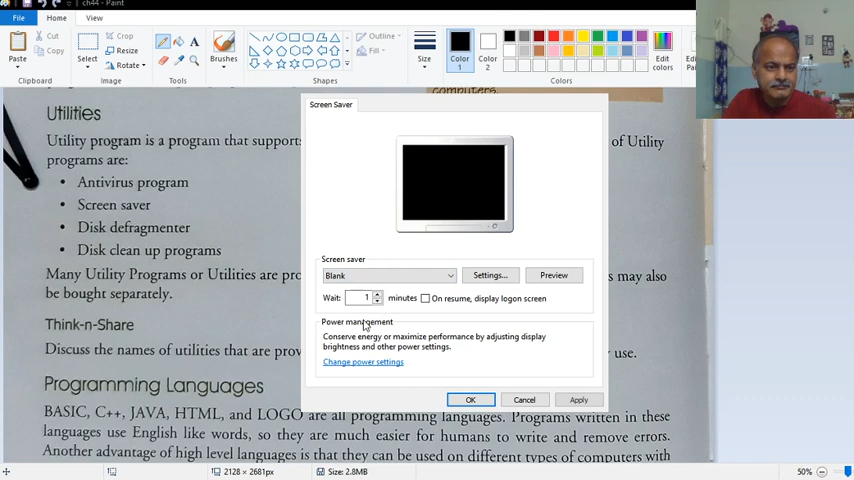 ch44 - Paint
File
Home
View
Paste
Cut
Copy
Clipboard
Select
Crop
Resize
Rotate
Image
Tools
Brushes
Shapes
Outline
Fill
Size
Color 1
Color 2
Colors
Edit colors
computers.
Utilities
Utility program is a program that supports
of Utility
programs are:
• Antivirus program
• Screen saver
• Disk defragmenter
• Disk clean up programs
Many Utility Programs or Utilities are pro
s may also
be bought separately.
Think-n-Share
Discuss the names of utilities that are prov
use.
Programming Languages
BASIC, C++, JAVA, HTML, and LOGO are all programming languages. Programs written in these
languages use English like words, so they are much easier for humans to write and remove errors.
Another advantage of high level languages is that they can be used on different types of computers with
Screen Saver
Screen saver
Blank
Settings...
Preview
Wait: 1 minutes
On resume, display logon screen
Power management
Conserve energy or maximize performance by adjusting display
brightness and other power settings.
Change power settings
OK
Cancel
Apply
2128 × 2681px
Size: 2.8MB
50%